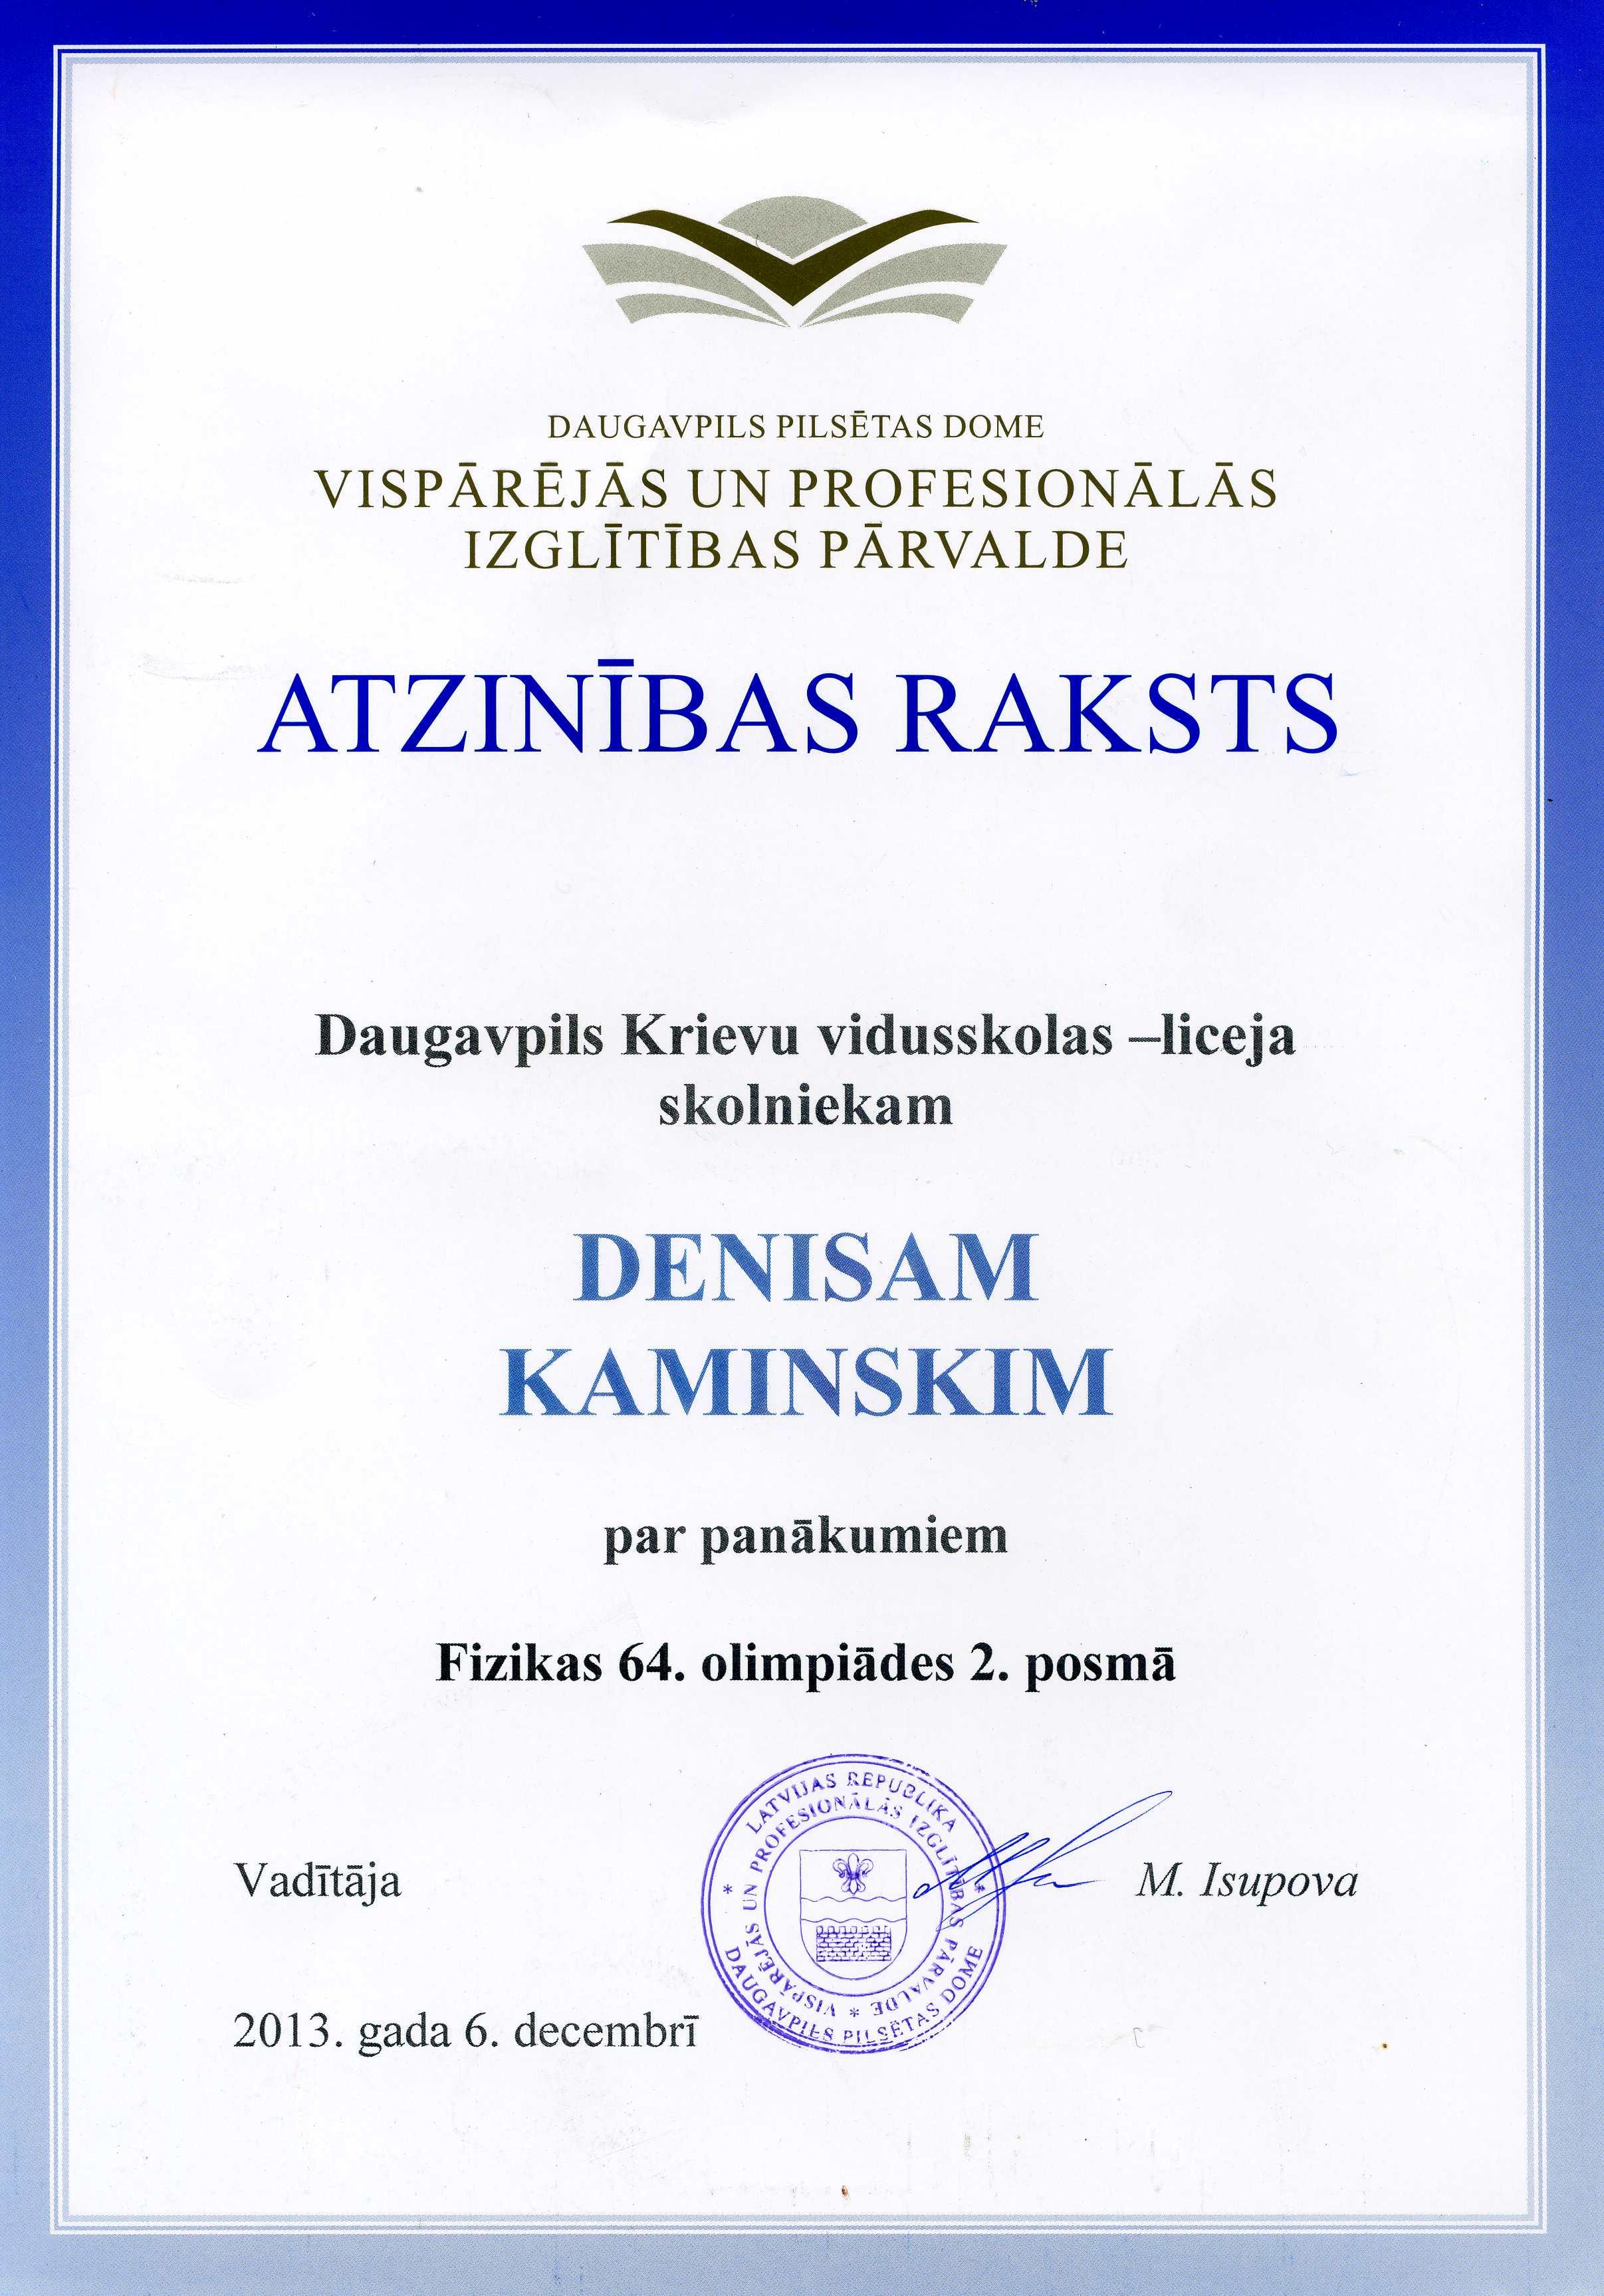 DAUGAVPILS PILSĒTAS DOME
VISPĀRĒJĀS UN PROFESIONĀLĀS
IZGLĪTĪBAS PĀRVALDE
ATZINĪBAS RAKSTS
Daugavpils Krievu vidusskolas –liceja
skolniekam
DENISAM
KAMINSKIM
par panākumiem
Fizikas 64. olimpiādes 2. posmā
LATVIJAS REPUBLIKA
* DAUGAVPILS PILSĒTAS DOME *
VISPĀRĒJĀS UN PROFESIONĀLĀS IZGLĪTĪBAS PĀRVALDE *
Vadītāja
M. Isupova
2013. gada 6. decembrī